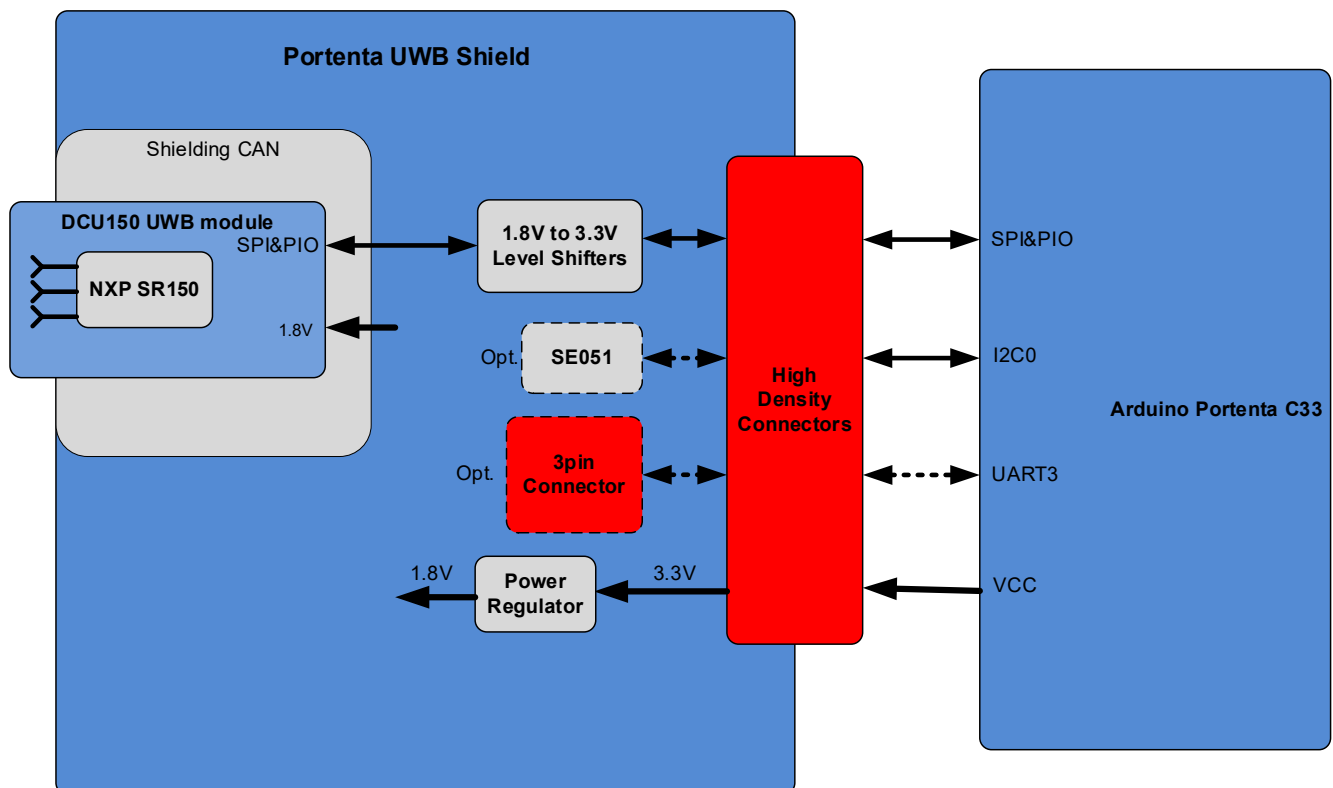 Portenta UWB Shield
Shielding CAN
DCU150 UWB module
SPI&PIO
NXP SR150
1.8V
1.8V to 3.3V
Level Shifters
Opt.
SE051
Opt.
3pin
Connector
1.8V
Power
Regulator
3.3V
High
Density
Connectors
SPI&PIO
I2C0
UART3
VCC
Arduino Portenta C33